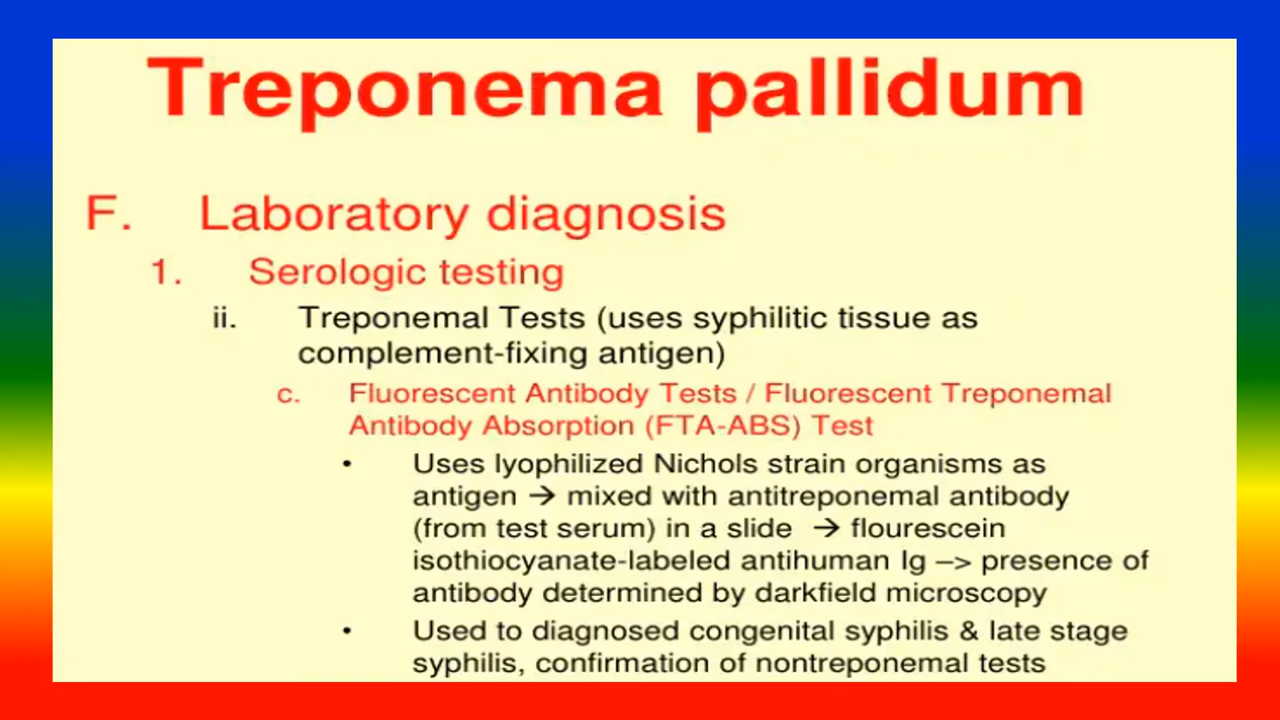 Treponema pallidum
F. Laboratory diagnosis
1. Serologic testing
ii. Treponemal Tests (uses syphilitic tissue as
complement-fixing antigen)
c. Fluorescent Antibody Tests / Fluorescent Treponemal
Antibody Absorption (FTA-ABS) Test
• Uses lyophilized Nichols strain organisms as
antigen → mixed with antitreponemal antibody
(from test serum) in a slide → flourescein
isothiocyanate-labeled antihuman Ig –> presence of
antibody determined by darkfield microscopy
• Used to diagnosed congenital syphilis & late stage
syphilis, confirmation of nontreponemal tests